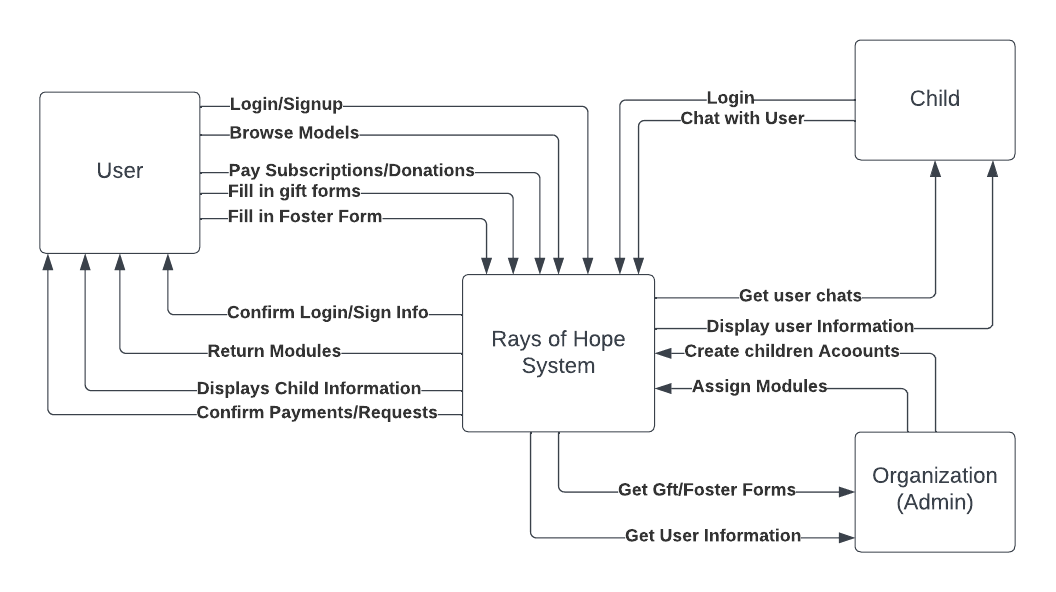 Login/Signup
Browse Models
Pay Subscriptions/Donations
Fill in gift forms
Fill in Foster Form
User
Login
Chat with User
Child
Confirm Login/Sign Info
Return Modules
Displays Child Information
Confirm Payments/Requests
Rays of Hope
System
Get user chats
Display user Information
Create children Acoounts
Assign Modules
Get Gft/Foster Forms
Get User Information
Organization
(Admin)